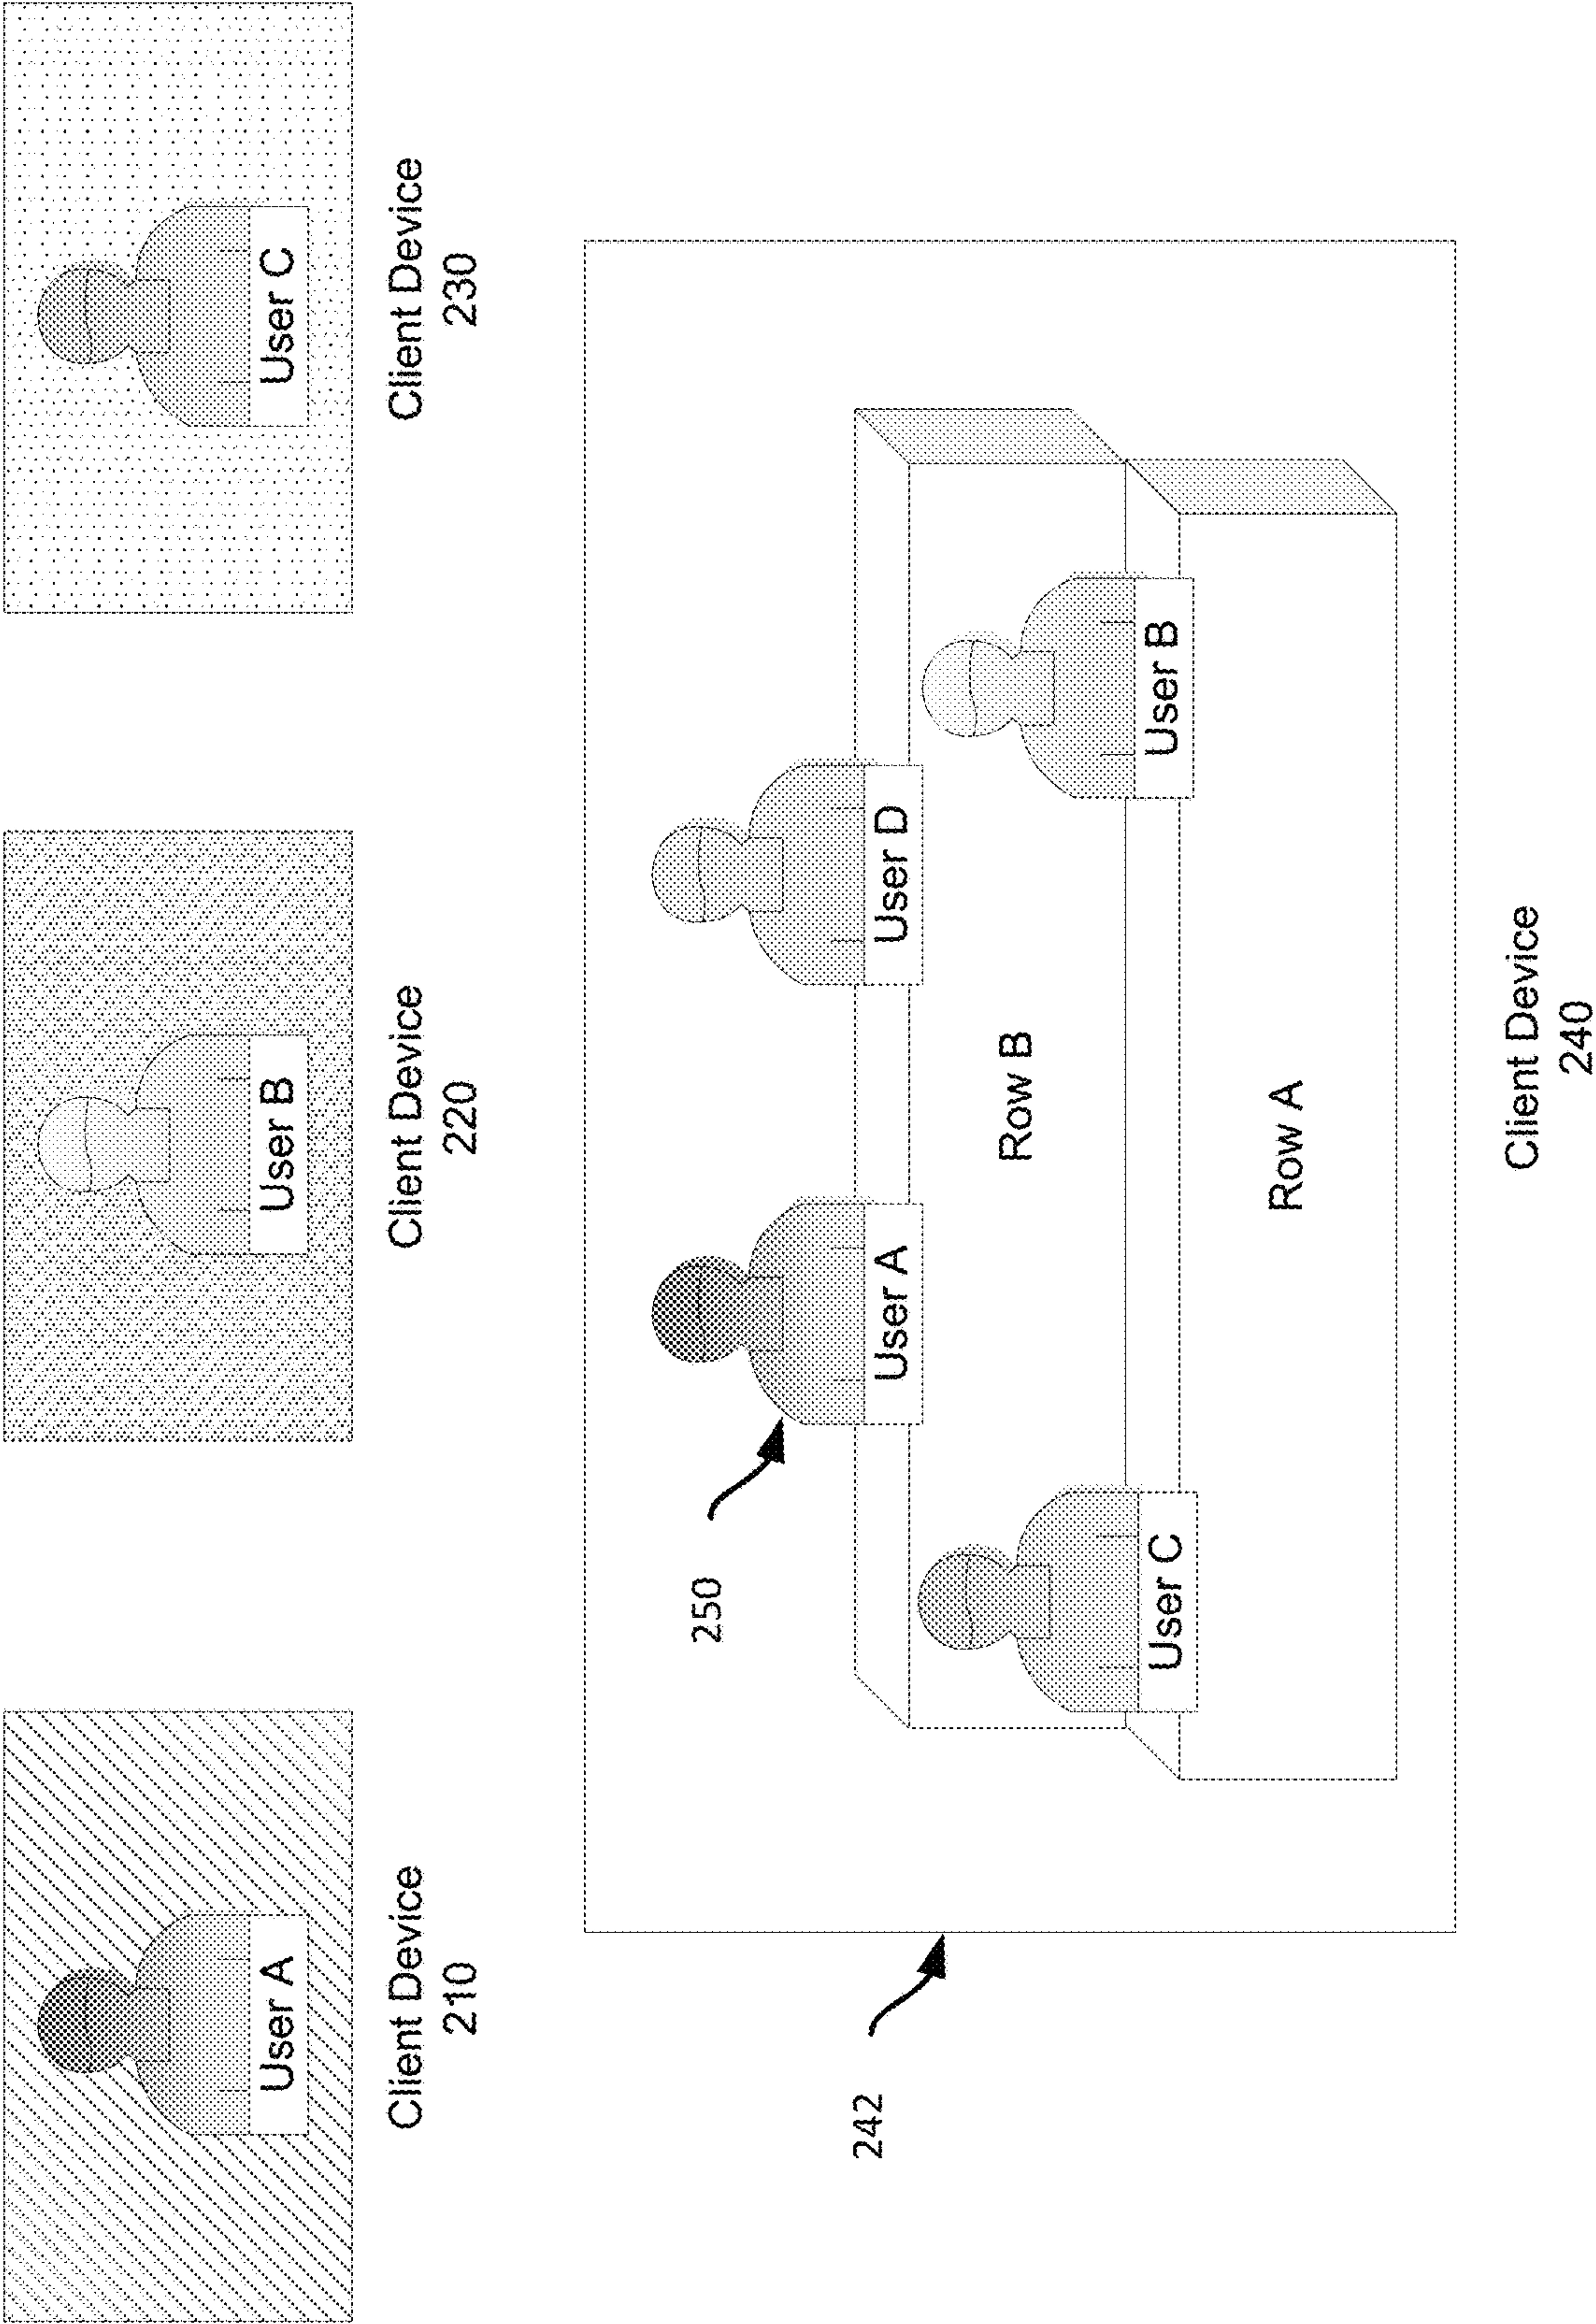 User A
Client Device
210
User B
Client Device
220
User C
Client Device
230
250
User A
User D
Row B
User C
User B
Row A
242
Client Device
240